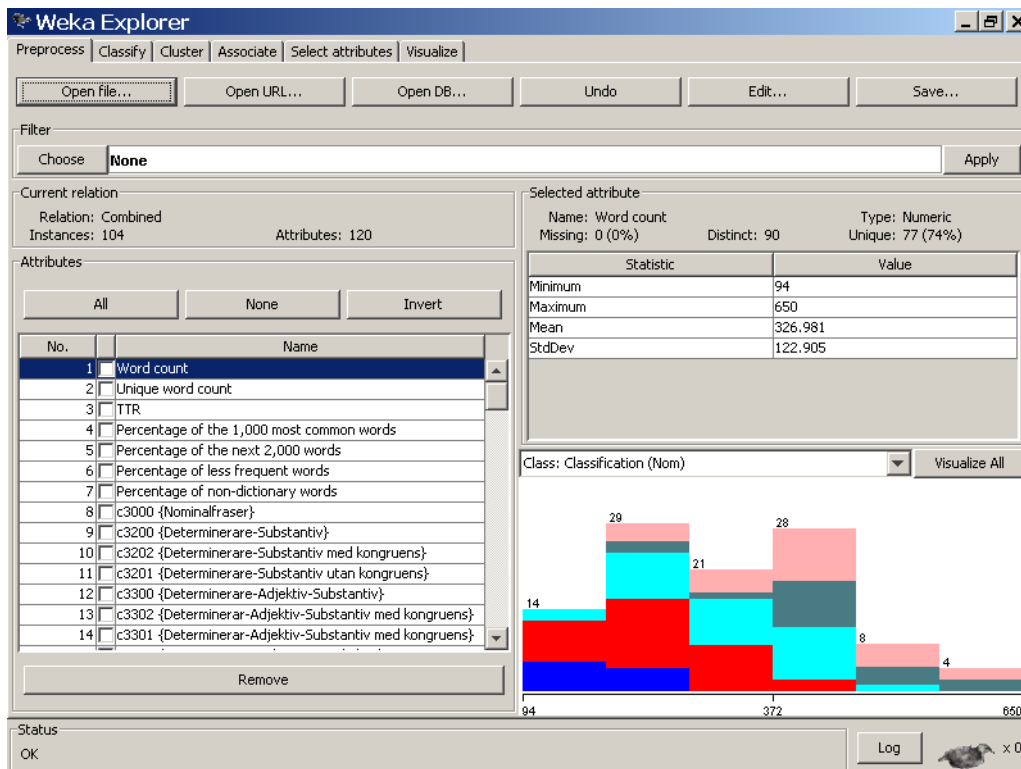 Weka Explorer
Preprocess Classify Cluster Associate Select attributes Visualize
Open file... Open URL... Open DB... Undo Edit... Save...
Filter
Choose None Apply
Current relation
Relation: Combined
Instances: 104 Attributes: 120
Selected attribute
Name: Word count Type: Numeric
Missing: 0 (0%) Distinct: 90 Unique: 77 (74%)
Statistic Value
Minimum 94
Maximum 650
Mean 326.981
StdDev 122.905
Attributes
All None Invert
No. Name
1 Word count
2 Unique word count
3 TTR
4 Percentage of the 1,000 most common words
5 Percentage of the next 2,000 words
6 Percentage of less frequent words
7 Percentage of non-dictionary words
8 c3000 {Nominalfraser}
9 c3200 {Determinerare-Substantiv}
10 c3202 {Determinerare-Substantiv med kongruens}
11 c3201 {Determinerare-Substantiv utan kongruens}
12 c3300 {Determinerare-Adjektiv-Substantiv}
13 c3302 {Determinerar-Adjektiv-Substantiv med kongruens}
14 c3301 {Determinerar-Adjektiv-Substantiv med kongruens}
Remove
Class: Classification (Nom) Visualize All
14 29 21 28 8 4
94 372 650
Status
OK
Log x 0